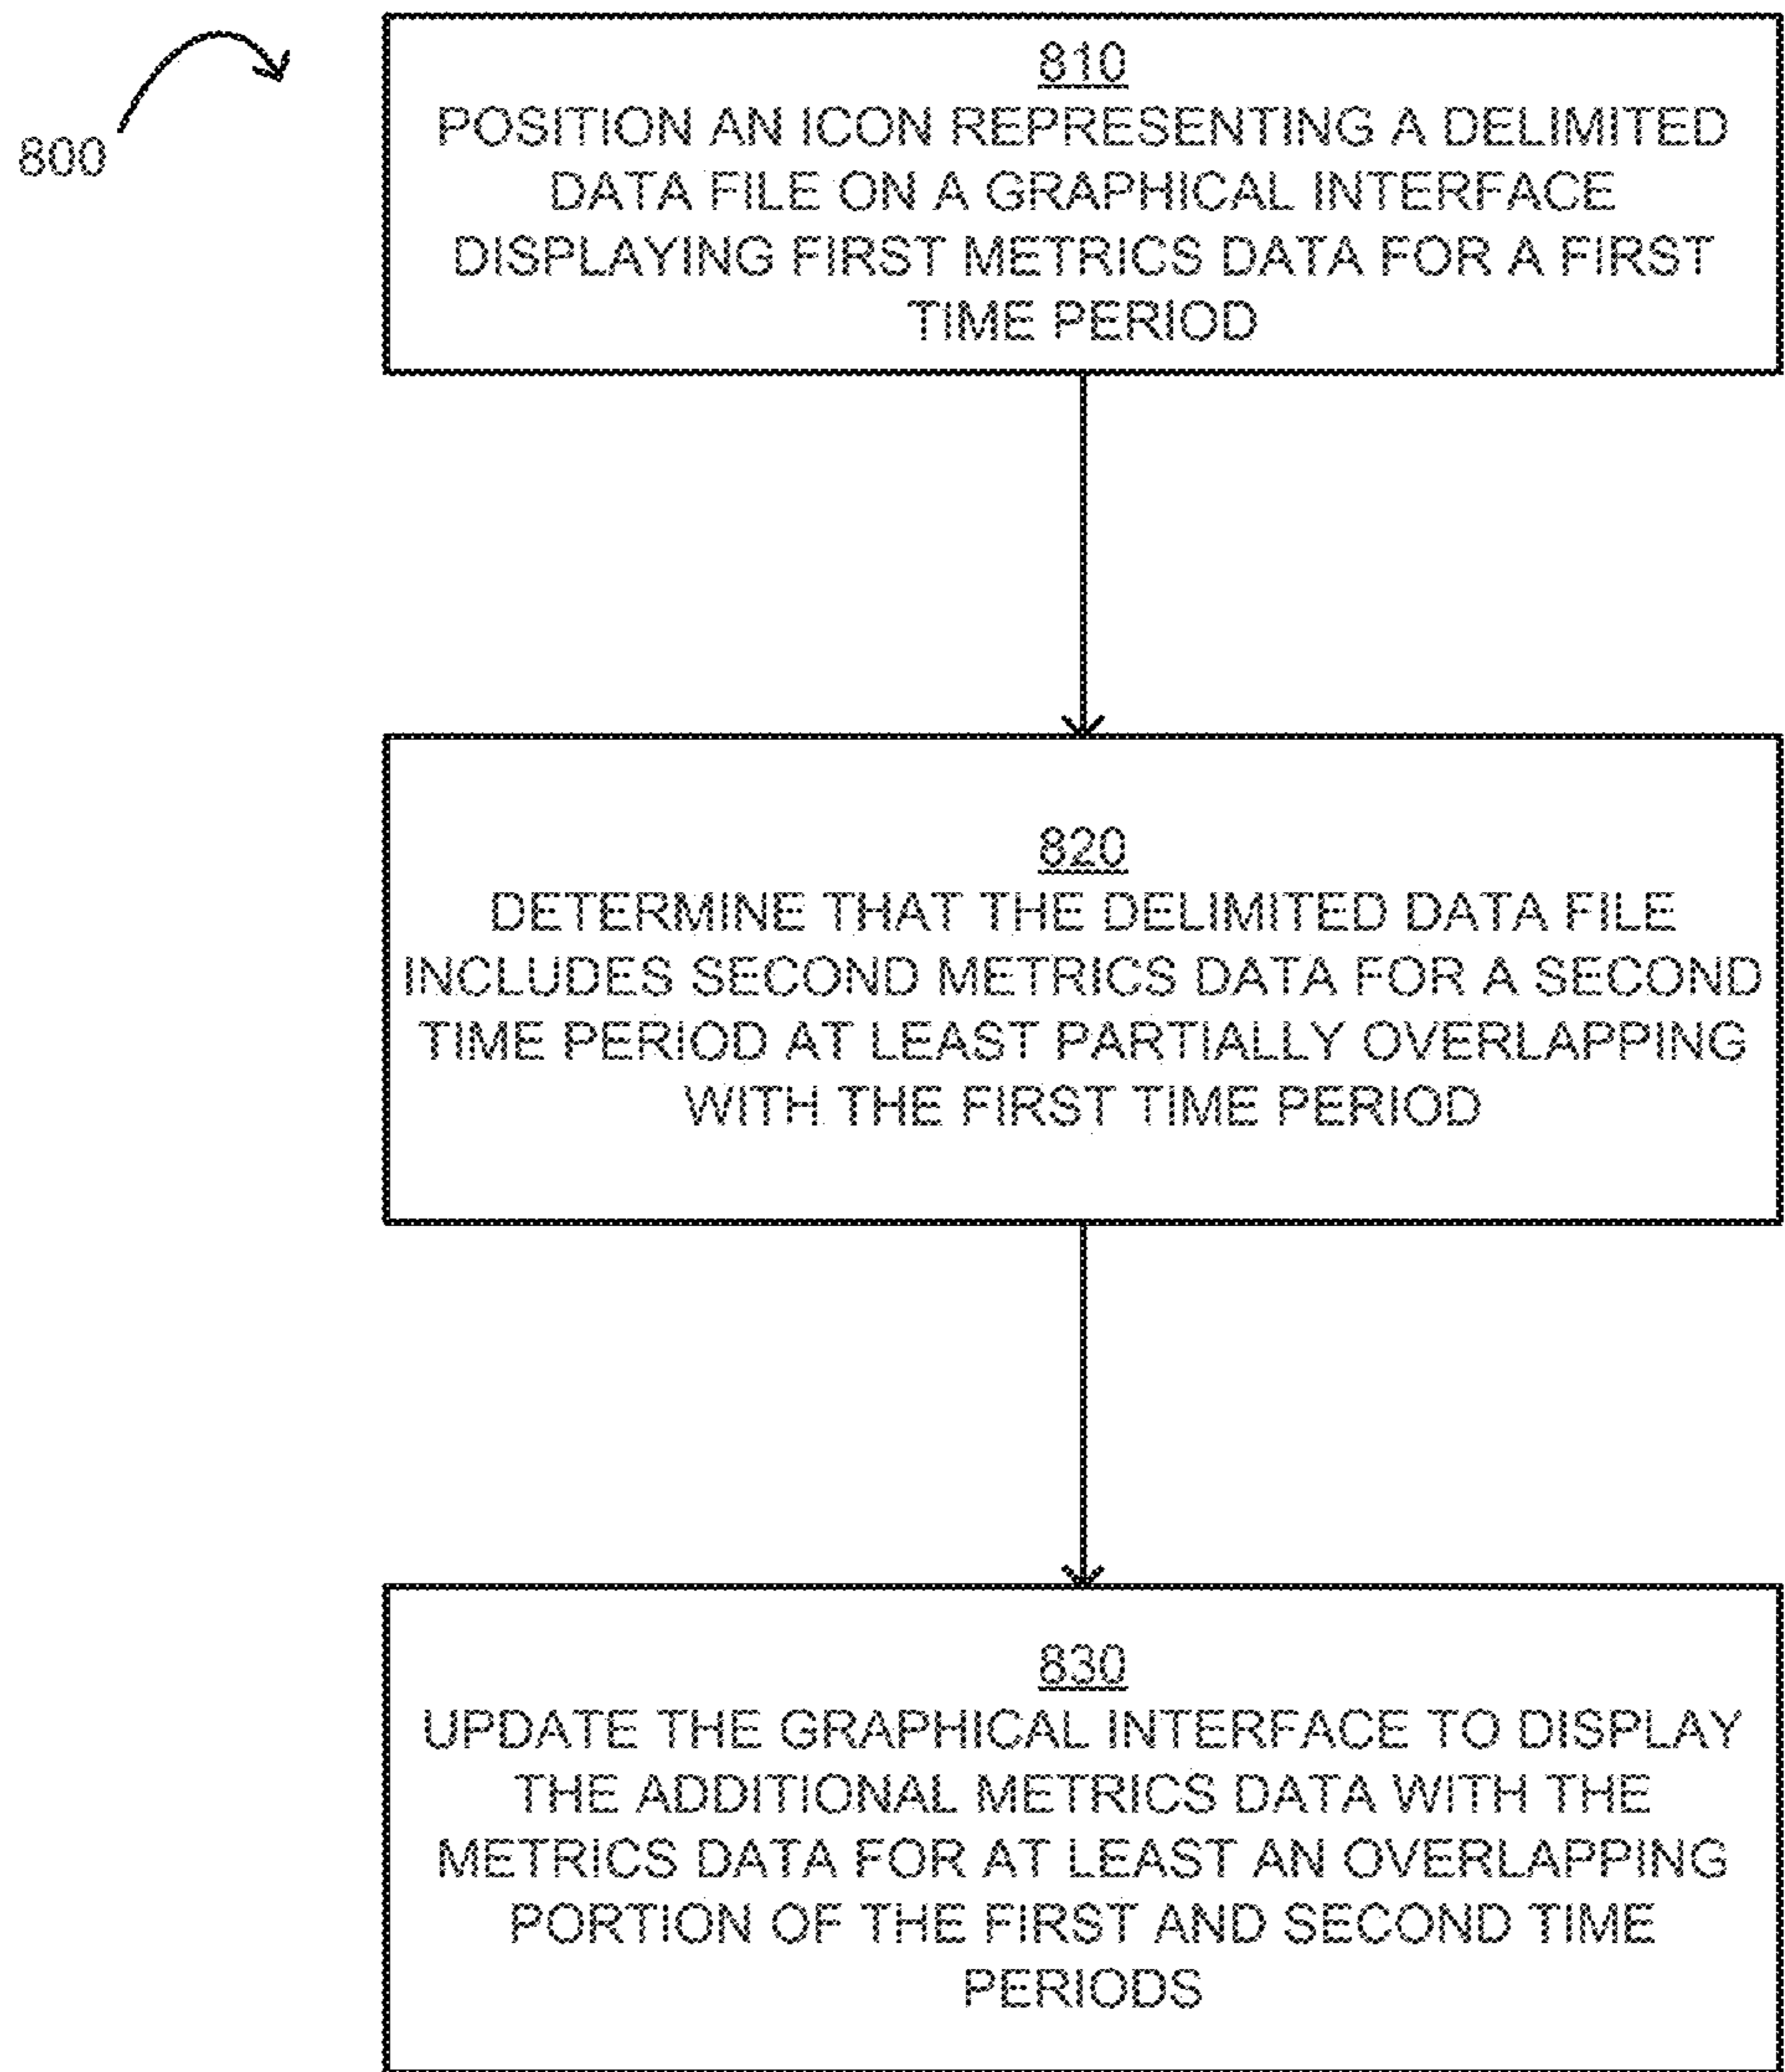 800
810
POSITION AN ICON REPRESENTING A DELIMITED
DATA FILE ON A GRAPHICAL INTERFACE
DISPLAYING FIRST METRICS DATA FOR A FIRST
TIME PERIOD
820
DETERMINE THAT THE DELIMITED DATA FILE
INCLUDES SECOND METRICS DATA FOR A SECOND
TIME PERIOD AT LEAST PARTIALLY OVERLAPPING
WITH THE FIRST TIME PERIOD
830
UPDATE THE GRAPHICAL INTERFACE TO DISPLAY
THE ADDITIONAL METRICS DATA WITH THE
METRICS DATA FOR AT LEAST AN OVERLAPPING
PORTION OF THE FIRST AND SECOND TIME
PERIODS